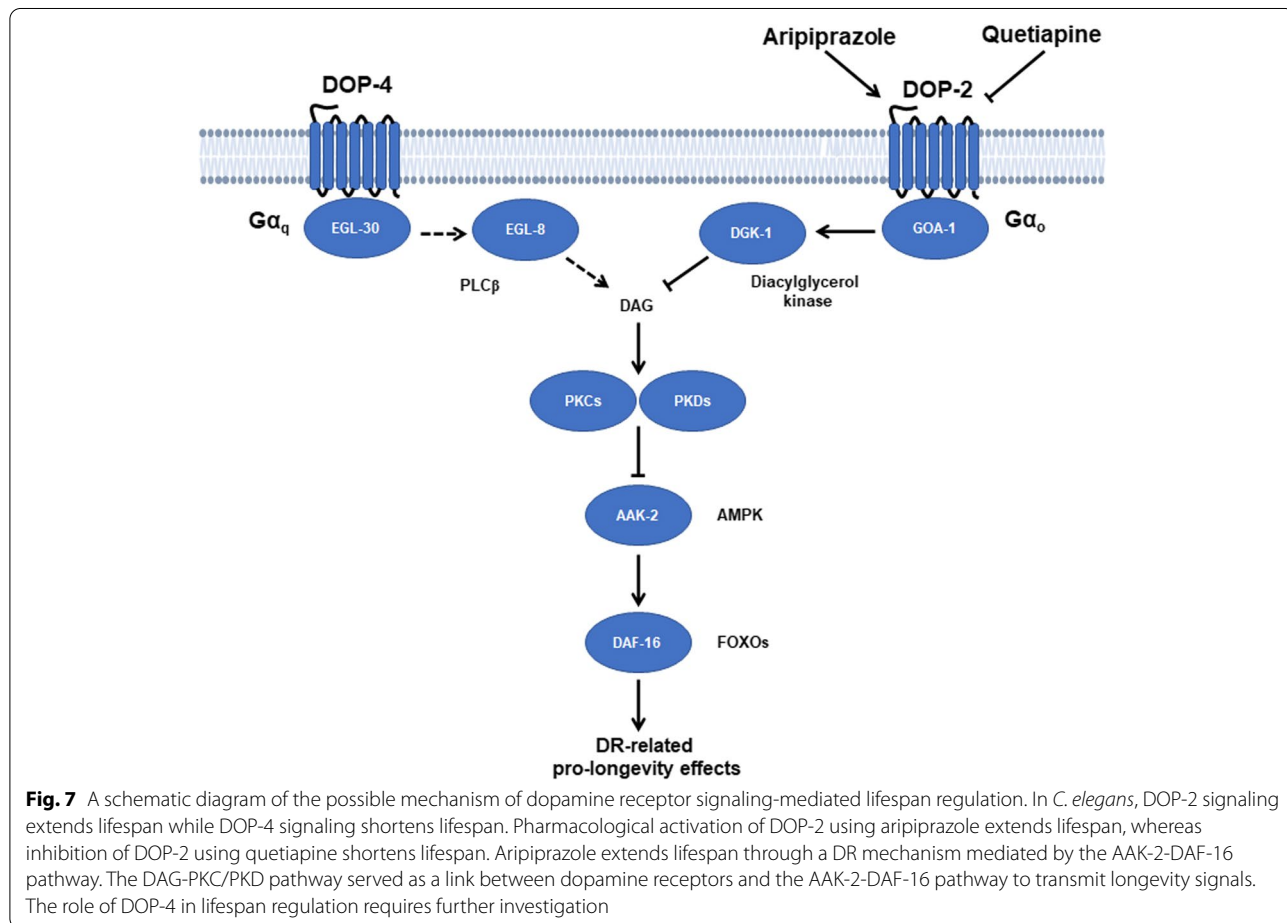 Aripiprazole
Quetiapine
DOP-4
DOP-2
Gαq
EGL-30
EGL-8
DGK-1
GOA-1
Gαo
PLCβ
DAG
Diacylglycerol
kinase
PKCs
PKDs
AAK-2
AMPK
DAF-16
FOXOs
DR-related
pro-longevity effects
Fig. 7 A schematic diagram of the possible mechanism of dopamine receptor signaling-mediated lifespan regulation. In C. elegans, DOP-2 signaling
extends lifespan while DOP-4 signaling shortens lifespan. Pharmacological activation of DOP-2 using aripiprazole extends lifespan, whereas
inhibition of DOP-2 using quetiapine shortens lifespan. Aripiprazole extends lifespan through a DR mechanism mediated by the AAK-2-DAF-16
pathway. The DAG-PKC/PKD pathway served as a link between dopamine receptors and the AAK-2-DAF-16 pathway to transmit longevity signals.
The role of DOP-4 in lifespan regulation requires further investigation